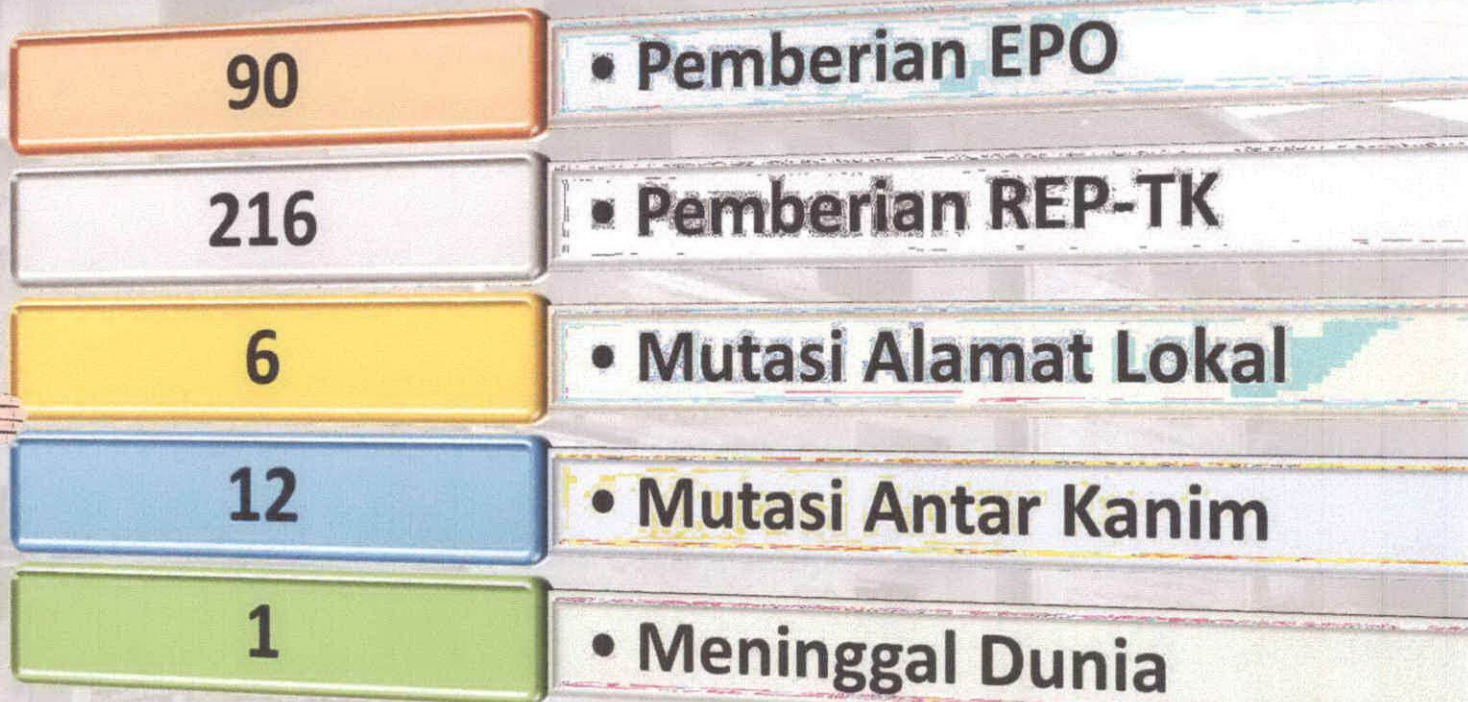 90
• Pemberian EPO
216
• Pemberian REP-TK
6
• Mutasi Alamat Lokal
12
• Mutasi Antar Kanim
1
• Meninggal Dunia